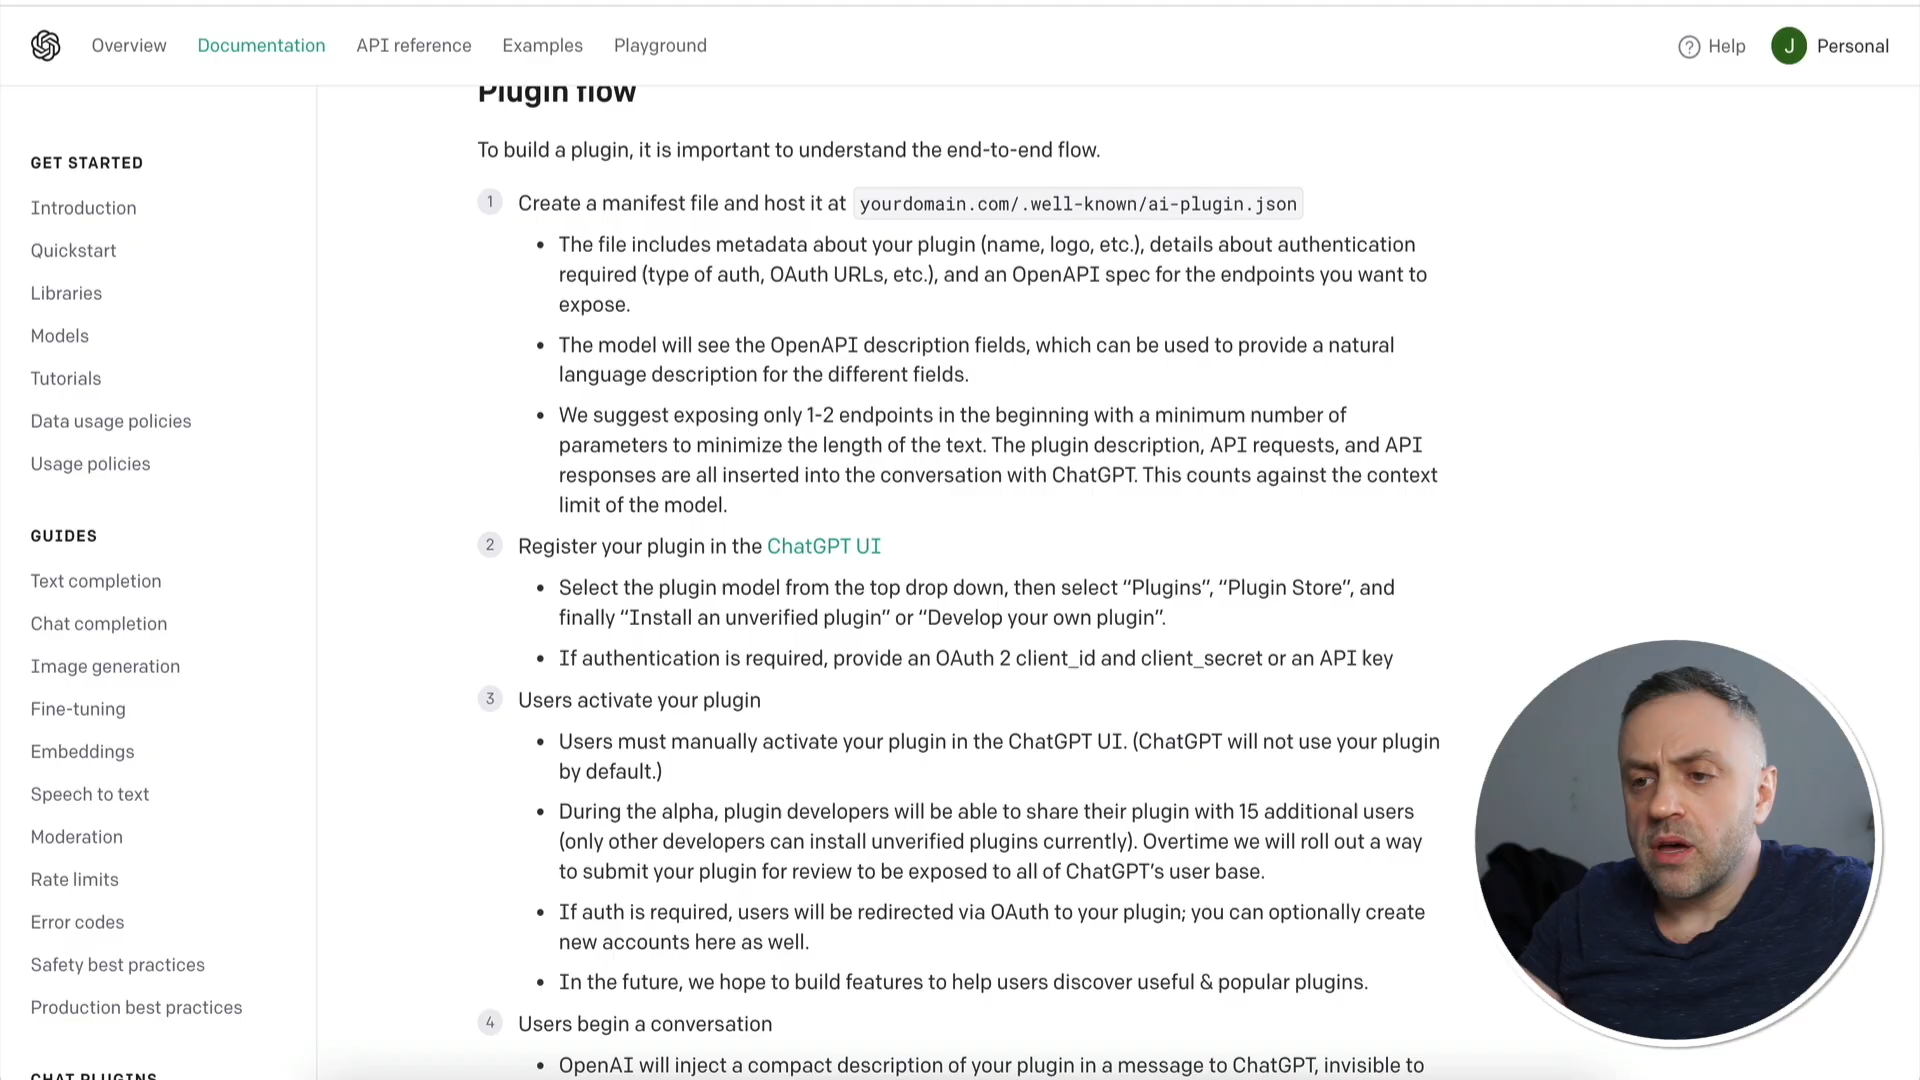 Overview Documentation API reference Examples Playground Help J Personal
GET STARTED
Introduction
Quickstart
Libraries
Models
Tutorials
Data usage policies
Usage policies
GUIDES
Text completion
Chat completion
Image generation
Fine-tuning
Embeddings
Speech to text
Moderation
Rate limits
Error codes
Safety best practices
Production best practices
CHAT PLUGINS
Plugin flow
To build a plugin, it is important to understand the end-to-end flow.
1 Create a manifest file and host it at yourdomain.com/.well-known/ai-plugin.json
• The file includes metadata about your plugin (name, logo, etc.), details about authentication
required (type of auth, OAuth URLs, etc.), and an OpenAPI spec for the endpoints you want to
expose.
• The model will see the OpenAPI description fields, which can be used to provide a natural
language description for the different fields.
• We suggest exposing only 1-2 endpoints in the beginning with a minimum number of
parameters to minimize the length of the text. The plugin description, API requests, and API
responses are all inserted into the conversation with ChatGPT. This counts against the context
limit of the model.
2 Register your plugin in the ChatGPT UI
• Select the plugin model from the top drop down, then select “Plugins”, “Plugin Store”, and
finally “Install an unverified plugin” or “Develop your own plugin”.
• If authentication is required, provide an OAuth 2 client_id and client_secret or an API key
3 Users activate your plugin
• Users must manually activate your plugin in the ChatGPT UI. (ChatGPT will not use your plugin
by default.)
• During the alpha, plugin developers will be able to share their plugin with 15 additional users
(only other developers can install unverified plugins currently). Overtime we will roll out a way
to submit your plugin for review to be exposed to all of ChatGPT’s user base.
• If auth is required, users will be redirected via OAuth to your plugin; you can optionally create
new accounts here as well.
• In the future, we hope to build features to help users discover useful & popular plugins.
4 Users begin a conversation
• OpenAI will inject a compact description of your plugin in a message to ChatGPT, invisible to